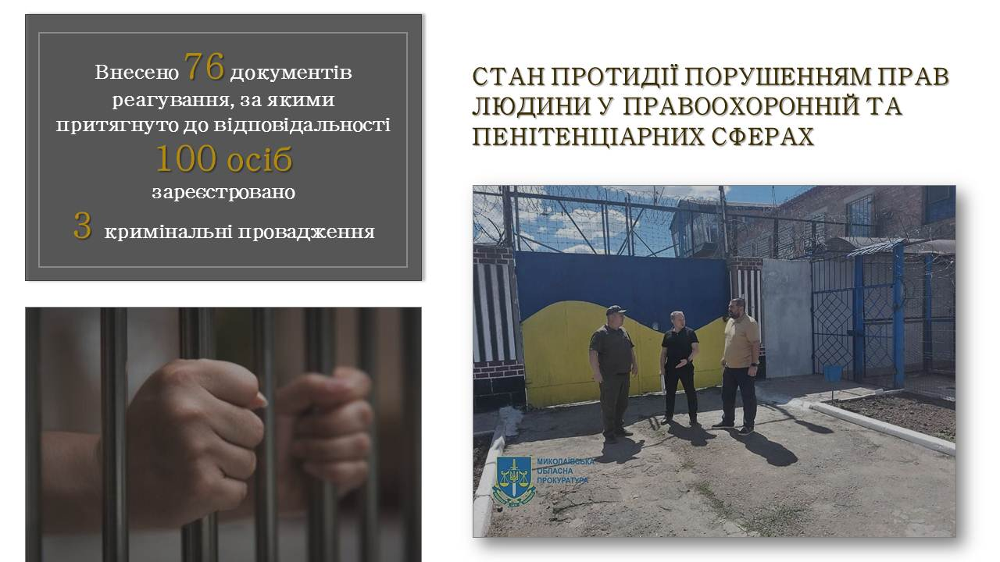 Внесено 76 документів
реагування, за якими
притягнуто до відповідальності
100 осіб
зареєстровано
3 кримінальні провадження
СТАН ПРОТИДІЇ ПОРУШЕННЯМ ПРАВ
ЛЮДИНИ У ПРАВООХОРОННІЙ ТА
ПЕНІТЕНЦІАРНИХ СФЕРАХ
МИКОЛАЇВСЬКА
ОБЛАСНА
ПРОКУРАТУРА